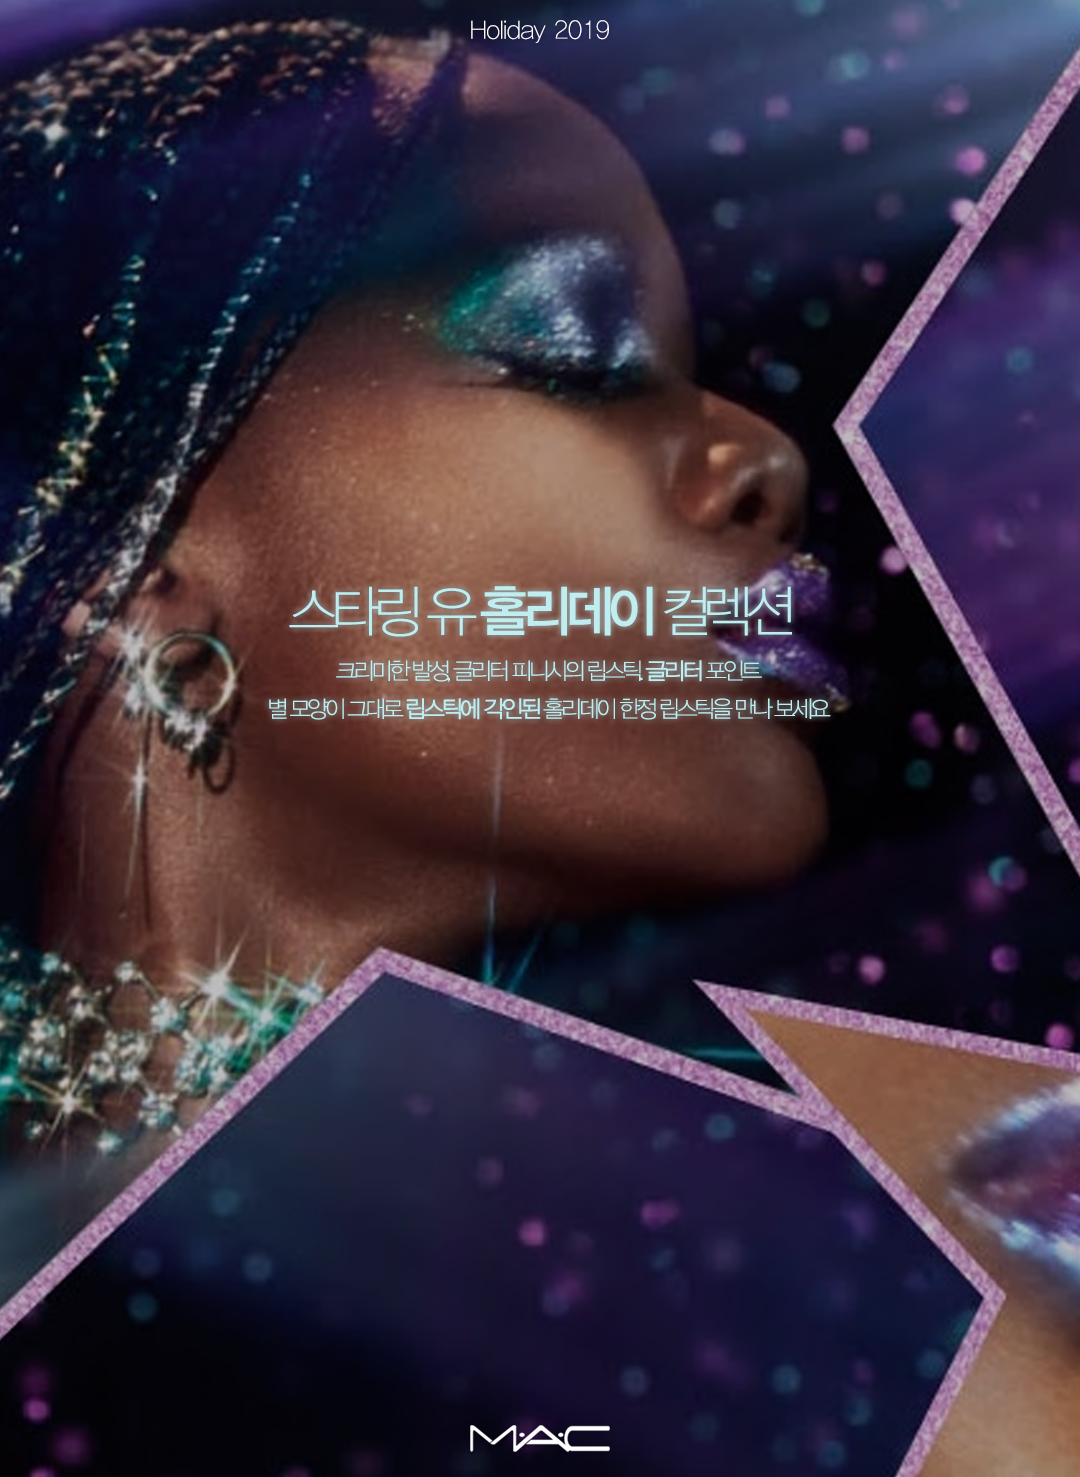 Holiday 2019
스타링 유 홀리데이 컬렉션
크리미한 발성, 글리터 피니시의 립스틱, 글리터 포인트
별 모양이 그대로 립스틱에 각인된 홀리데이 한정 립스틱을 만나 보세요
M·A·C